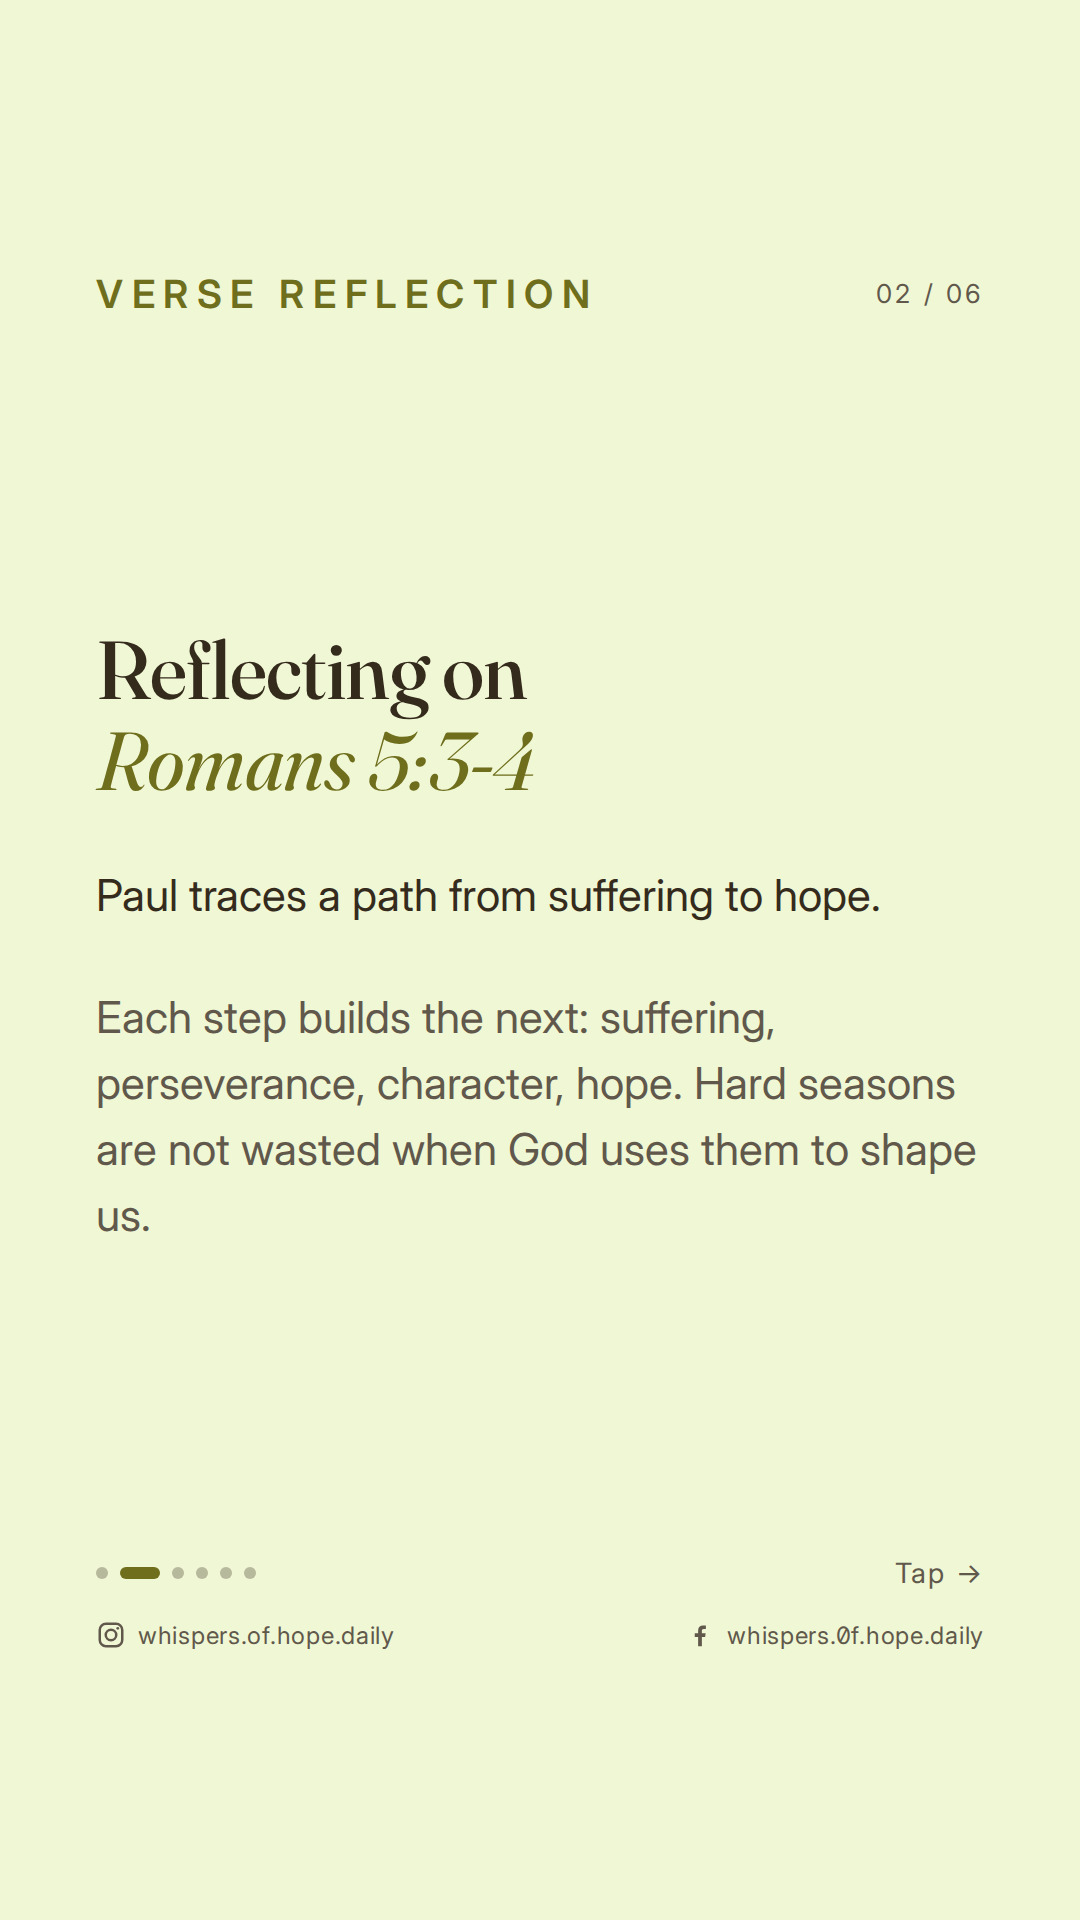 VERSE REFLECTION
02 / 06
Reflecting on
Romans 5:3-4
Paul traces a path from suffering to hope.
Each step builds the next: suffering,
perseverance, character, hope. Hard seasons
are not wasted when God uses them to shape
us.
Tap →
whispers.of.hope.daily
whispers.0f.hope.daily